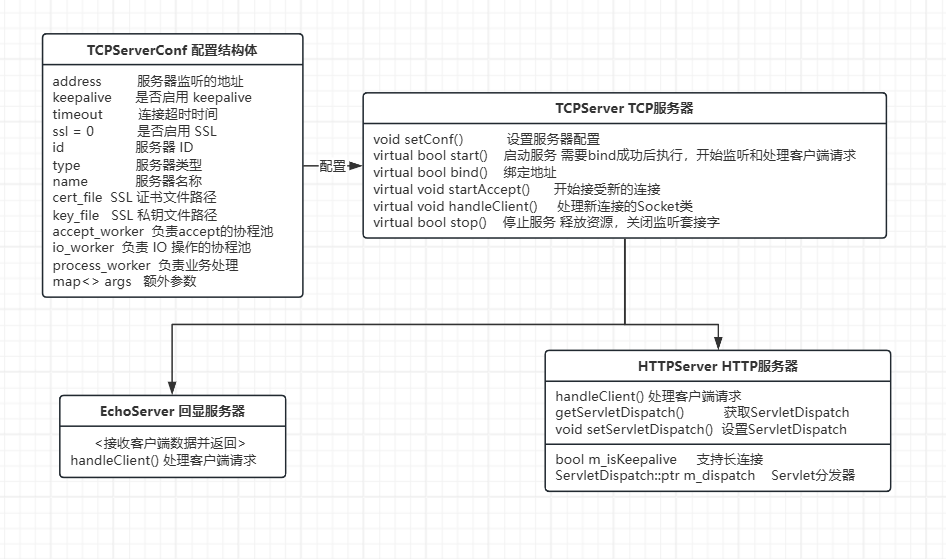 TCPServerConf 配置结构体
address 服务器监听的地址
keepalive 是否启用 keepalive
timeout 连接超时时间
ssl = 0 是否启用 SSL
id 服务器 ID
type 服务器类型
name 服务器名称
cert_file SSL 证书文件路径
key_file SSL 私钥文件路径
accept_worker 负责accept的协程池
io_worker 负责 IO 操作的协程池
process_worker 负责业务处理
map<> args 额外参数
配置
TCPServer TCP服务器
void setConf() 设置服务器配置
virtual bool start() 启动服务 需要bind成功后执行，开始监听和处理客户端请求
virtual bool bind() 绑定地址
virtual void startAccept() 开始接受新的连接
virtual void handleClient() 处理新连接的Socket类
virtual bool stop() 停止服务 释放资源，关闭监听套接字
EchoServer 回显服务器
<接收客户端数据并返回>
handleClient() 处理客户端请求
HTTPServer HTTP服务器
handleClient() 处理客户端请求
getServletDispatch() 获取ServletDispatch
void setServletDispatch() 设置ServletDispatch
bool m_isKeepalive 支持长连接
ServletDispatch::ptr m_dispatch Servlet分发器